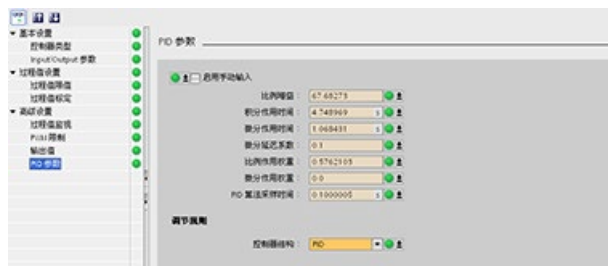 基本设置
控制器类型
Input/Output 参数
过程值设置
过程值限值
过程值标定
高级设置
过程值监视
PWM 限制
输出值
PID 参数
PID 参数
启用手动输入
比例增益： 67.68273
积分作用时间： 4.748969 s
微分作用时间： 1.068431 s
微分延迟系数： 0.1
比例作用权重： 0.5762105
微分作用权重： 0.0
PID 算法采样时间： 0.1000005 s
调节规则
控制器结构： PID